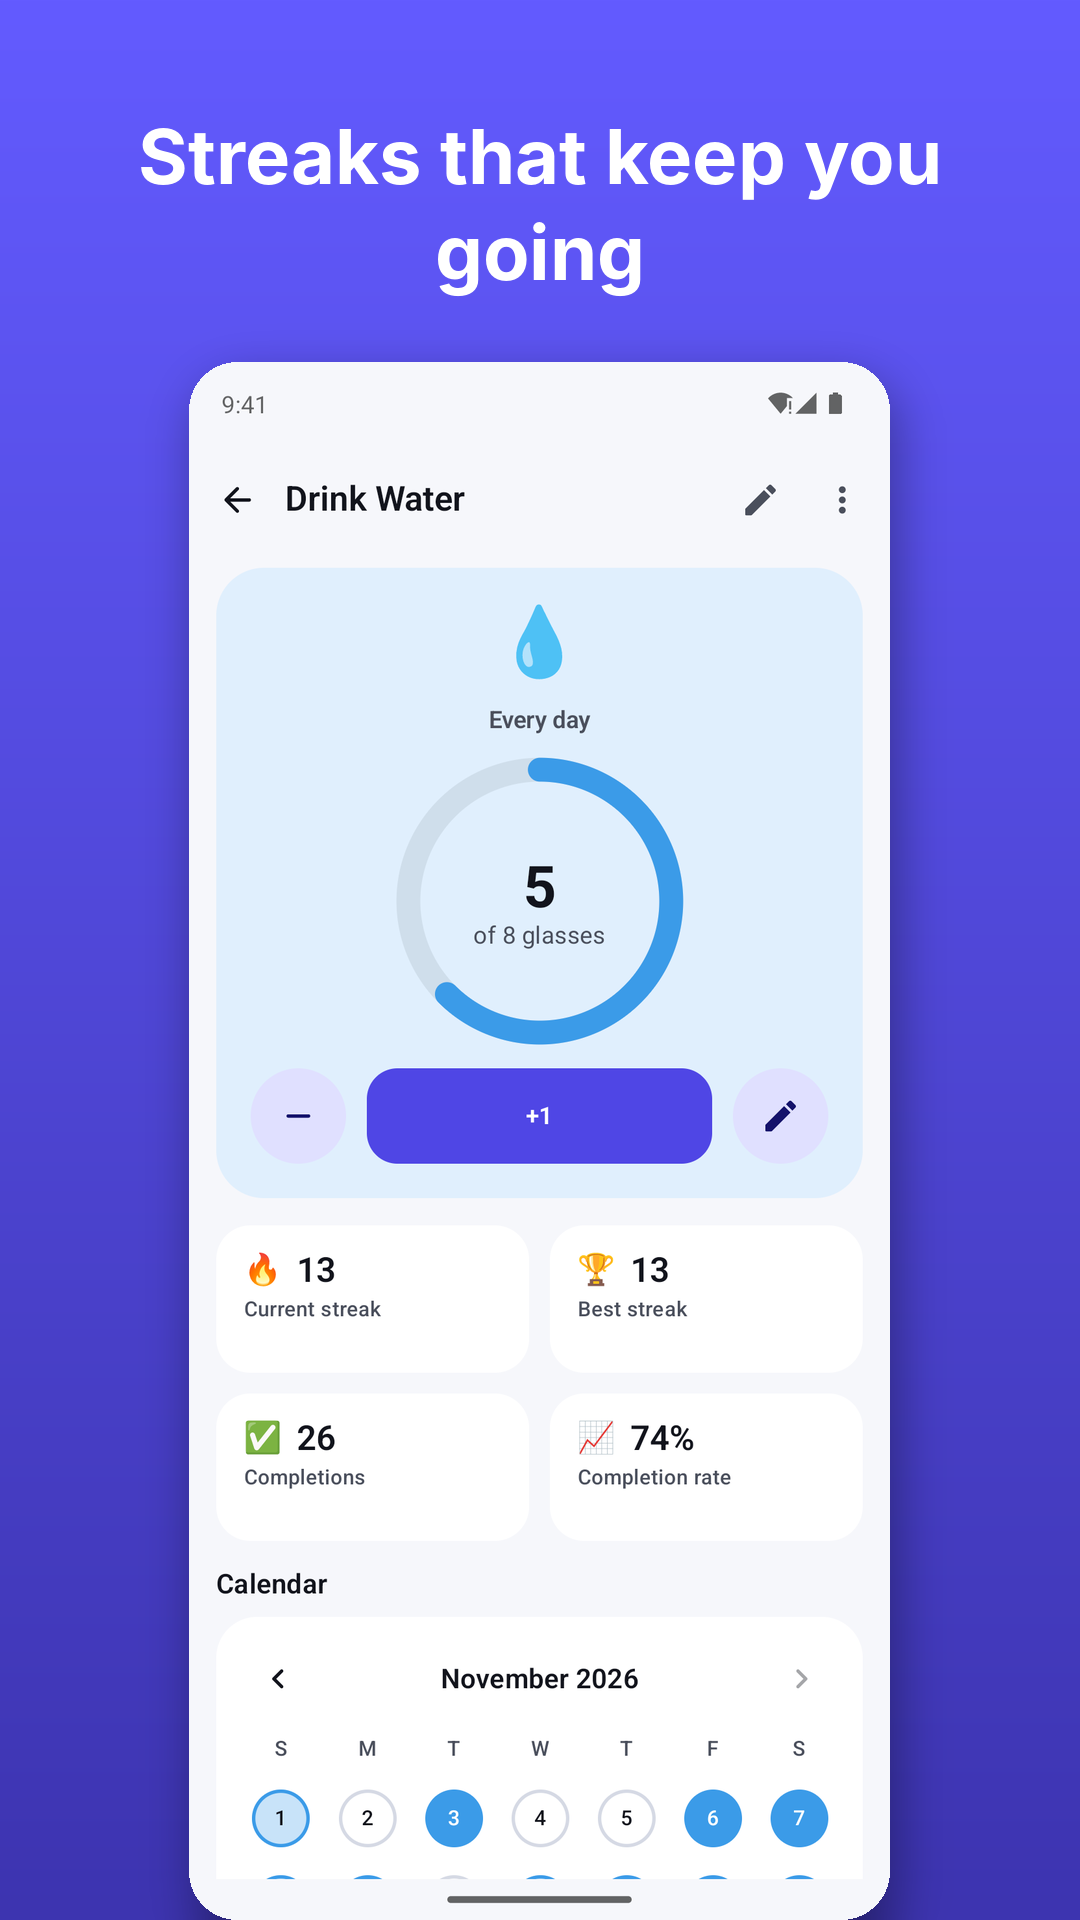 Streaks that keep you
going
9:41
Drink Water
Every day
5
of 8 glasses
+1
13
Current streak
13
Best streak
26
Completions
74%
Completion rate
Calendar
November 2026
S M T W T F S
1 2 3 4 5 6 7